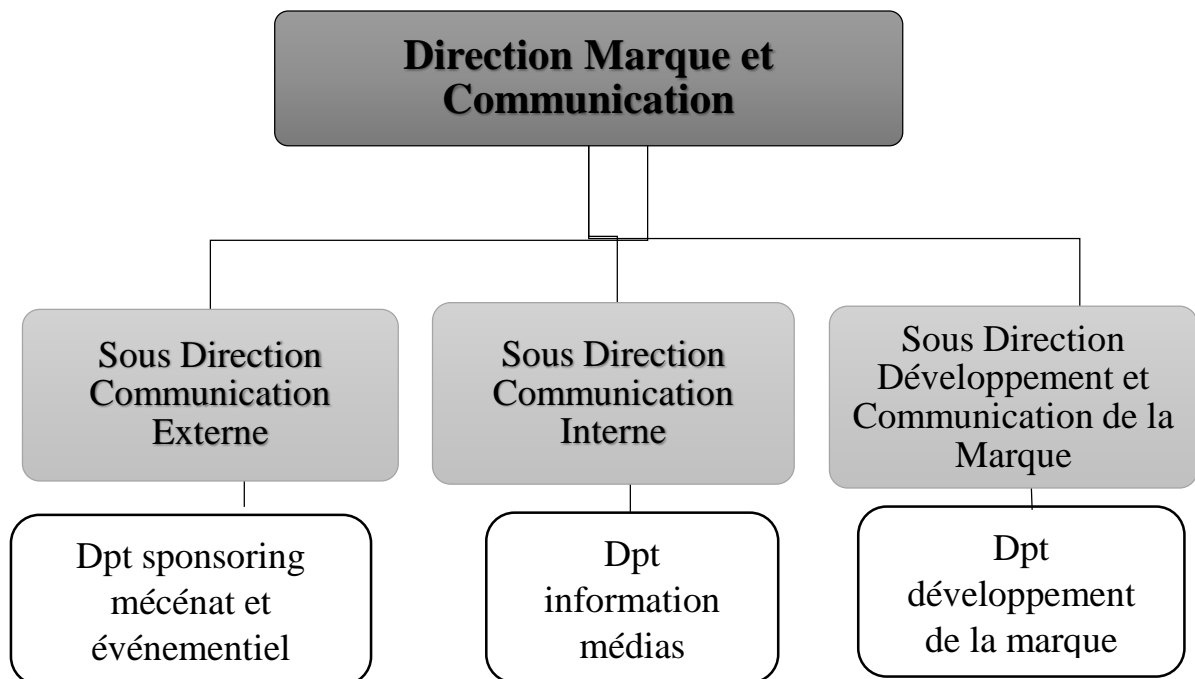 Direction Marque et
Communication
Sous Direction
Communication
Externe
Sous Direction
Communication
Interne
Sous Direction
Développement et
Communication de la
Marque
Dpt sponsoring
mécénat et
événementiel
Dpt
information
médias
Dpt
développement
de la marque